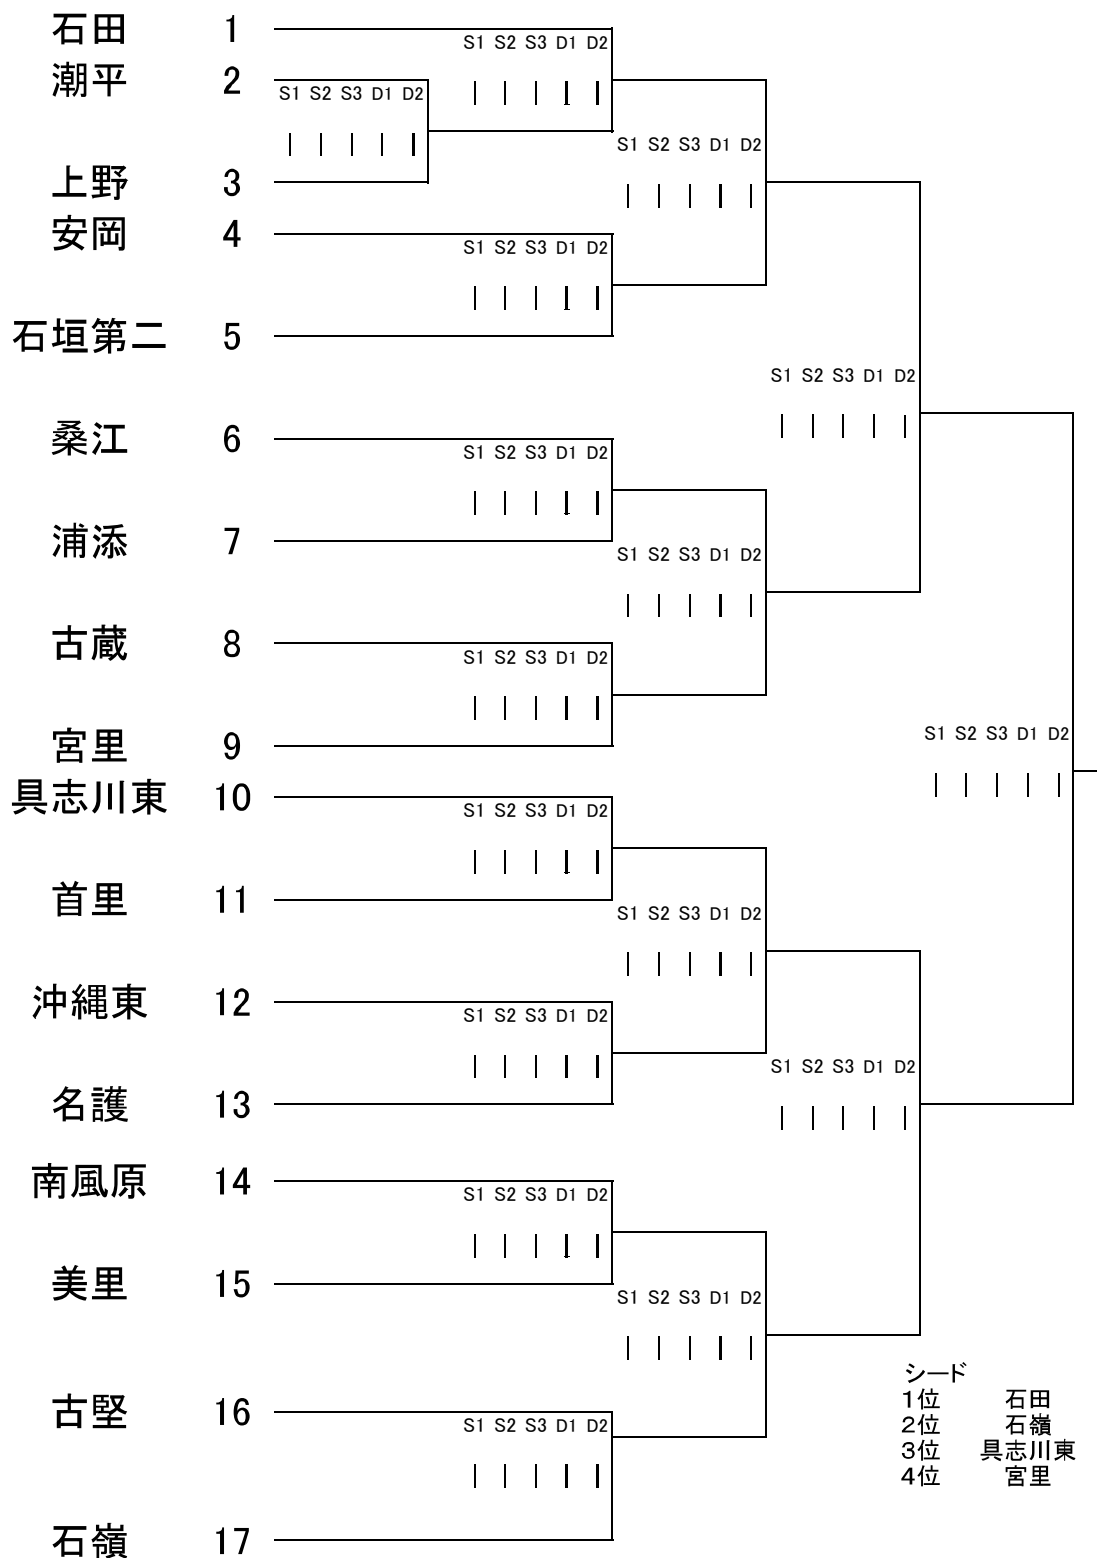 石田 1
S1 S2 S3 D1 D2
潮平 2
S1 S2 S3 D1 D2
S1 S2 S3 D1 D2
上野 3
安岡 4
S1 S2 S3 D1 D2
石垣第二 5
S1 S2 S3 D1 D2
桑江 6
S1 S2 S3 D1 D2
浦添 7
S1 S2 S3 D1 D2
古蔵 8
S1 S2 S3 D1 D2
宮里 9
S1 S2 S3 D1 D2
具志川東 10
S1 S2 S3 D1 D2
首里 11
S1 S2 S3 D1 D2
沖縄東 12
S1 S2 S3 D1 D2
S1 S2 S3 D1 D2
名護 13
南風原 14
S1 S2 S3 D1 D2
美里 15
S1 S2 S3 D1 D2
シード
1位 石田
古堅 16
2位 石嶺
S1 S2 S3 D1 D2
3位 具志川東
4位 宮里
石嶺 17